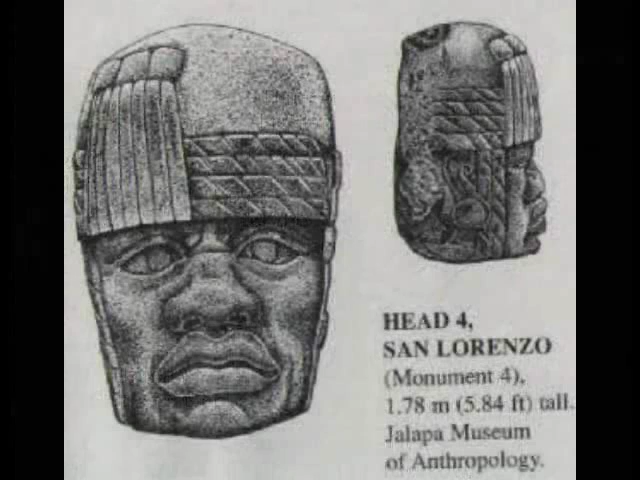 HEAD 4,
SAN LORENZO
(Monument 4),
1.78 m (5.84 ft) tall.
Jalapa Museum
of Anthropology.